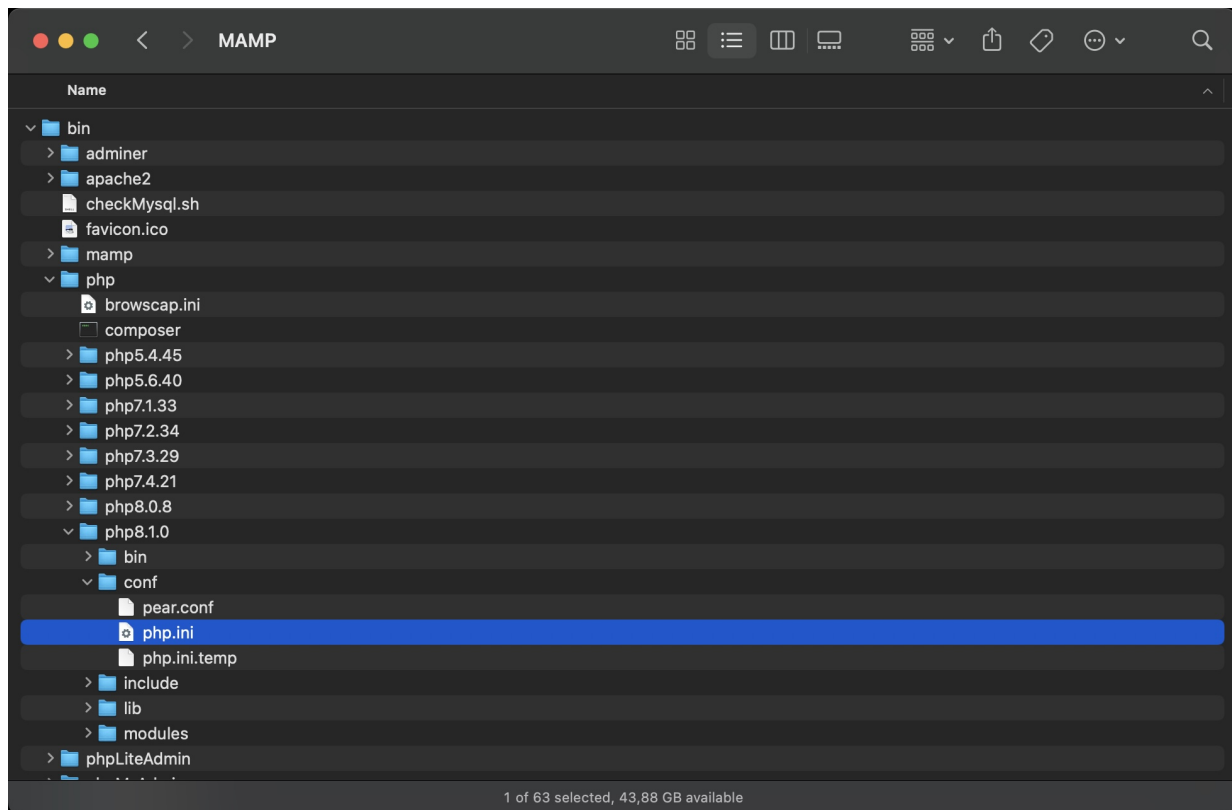 MAMP
Name
bin
adminer
apache2
checkMysql.sh
favicon.ico
mamp
php
browscap.ini
composer
php5.4.45
php5.6.40
php7.1.33
php7.2.34
php7.3.29
php7.4.21
php8.0.8
php8.1.0
bin
conf
pear.conf
php.ini
php.ini.temp
include
lib
modules
phpLiteAdmin
1 of 63 selected, 43,88 GB available